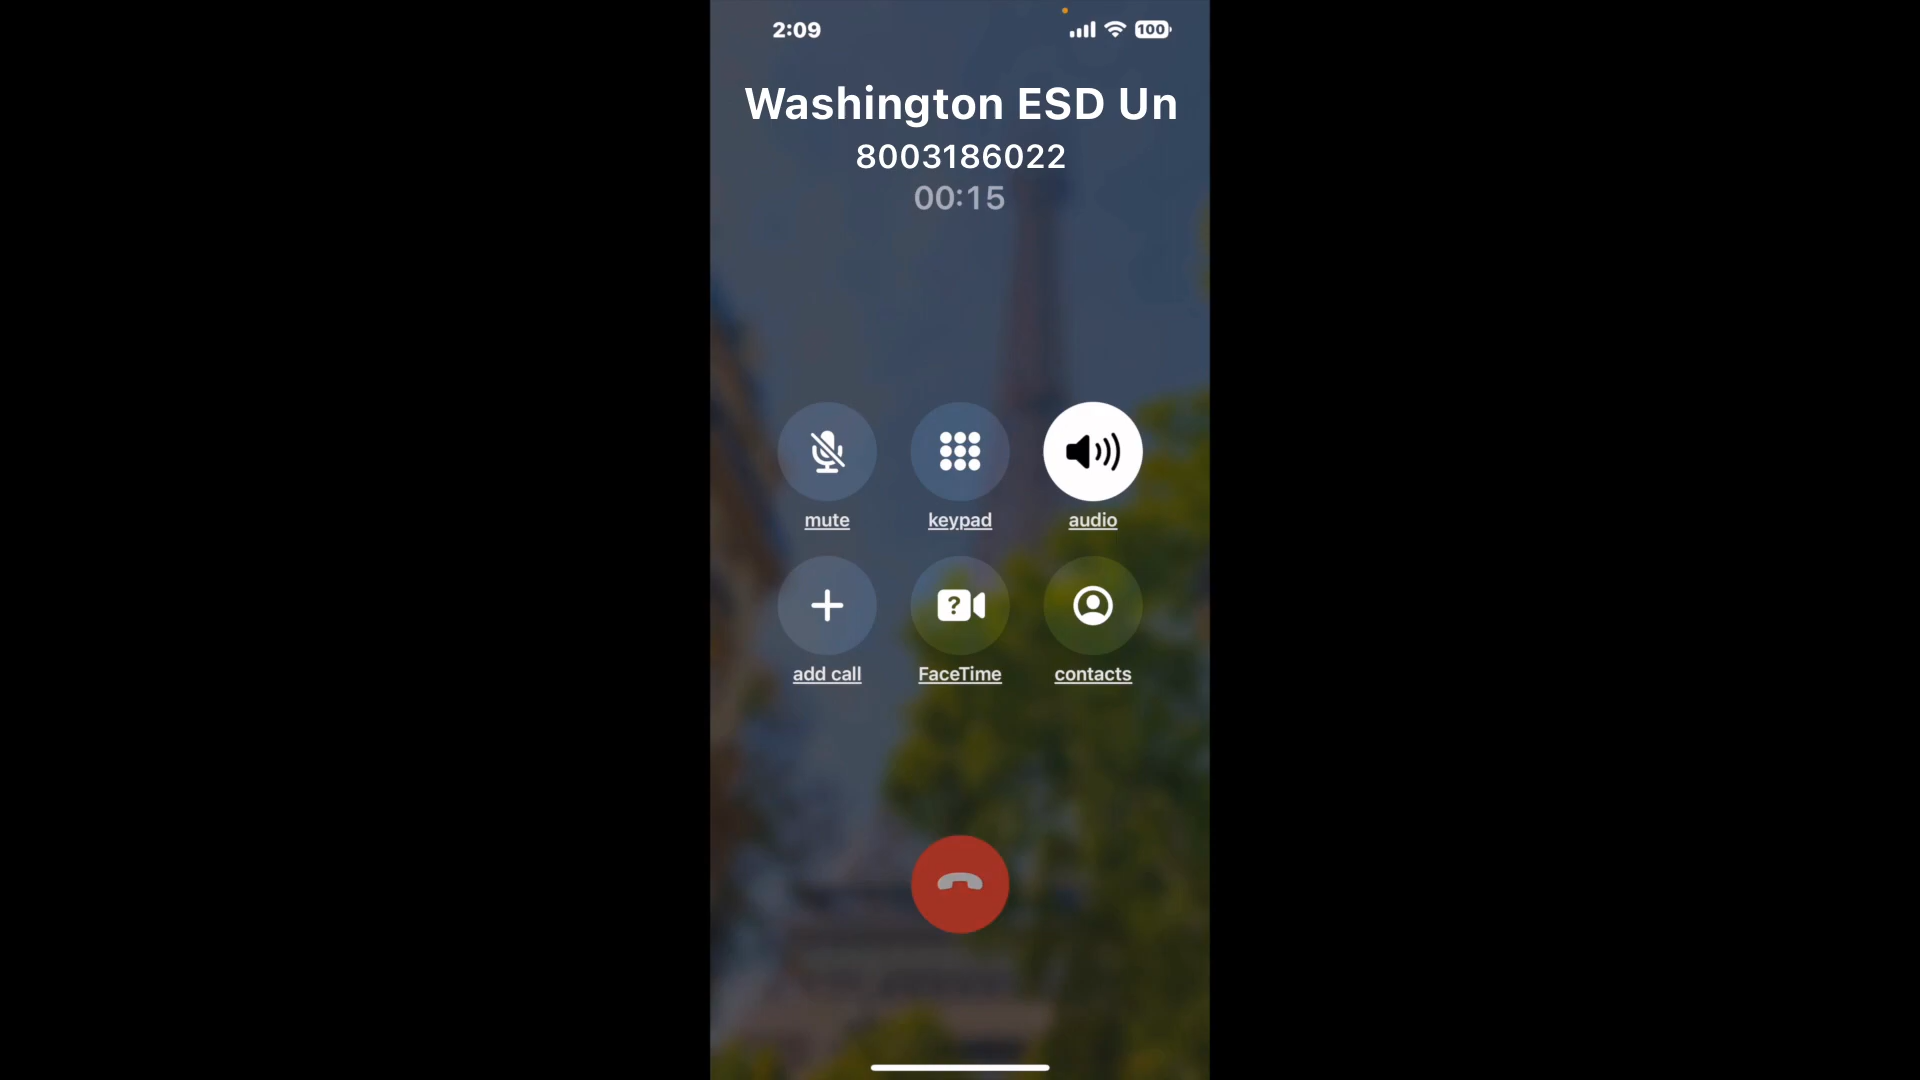 2:09
100
Washington ESD Un
8003186022
00:15
mute
keypad
audio
?
add call
FaceTime
contacts